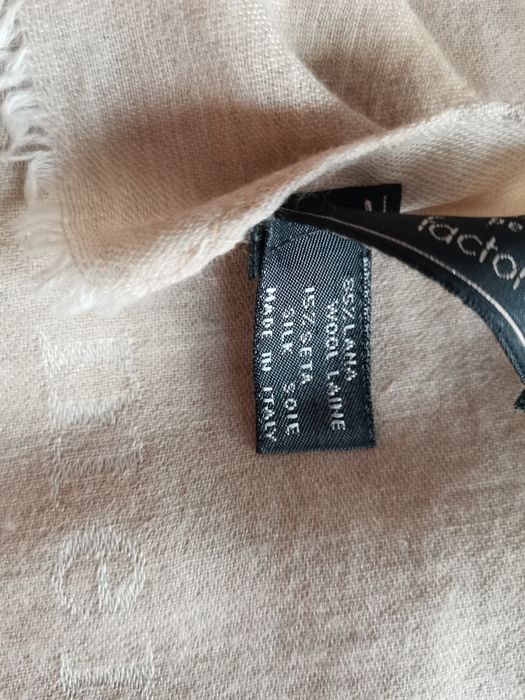 factor
85% LANA
WOOL LAINE
15% SETA
SILK SOIE
MADE IN ITALY